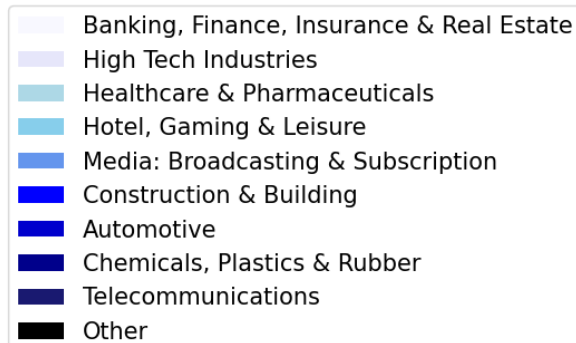 Banking, Finance, Insurance & Real Estate
High Tech Industries
Healthcare & Pharmaceuticals
Hotel, Gaming & Leisure
Media: Broadcasting & Subscription
Construction & Building
Automotive
Chemicals, Plastics & Rubber
Telecommunications
Other